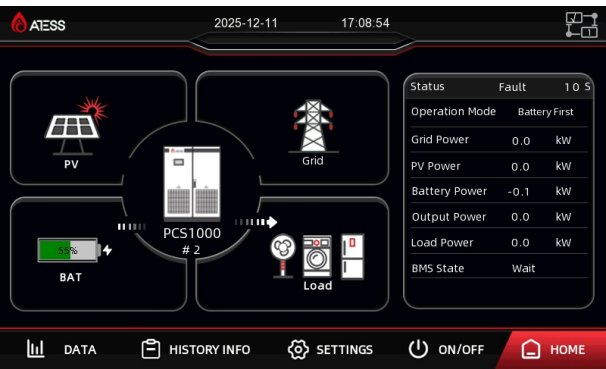 ATESS
2025-12-11 17:08:54
PV
Grid
PCS1000
# 2
55%
BAT
Load
Status Fault 10 S
Operation Mode Battery First
Grid Power 0.0 kW
PV Power 0.0 kW
Battery Power -0.1 kW
Output Power 0.0 kW
Load Power 0.0 kW
BMS State Wait
DATA
HISTORY INFO
SETTINGS
ON/OFF
HOME